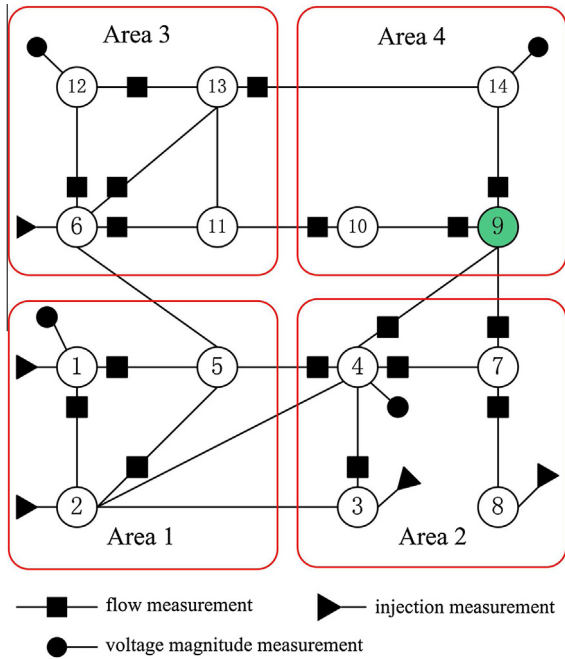 Area 3
Area 4
12
13
14
6
11
10
9
1
5
4
7
2
3
8
Area 1
Area 2
flow measurement
injection measurement
voltage magnitude measurement